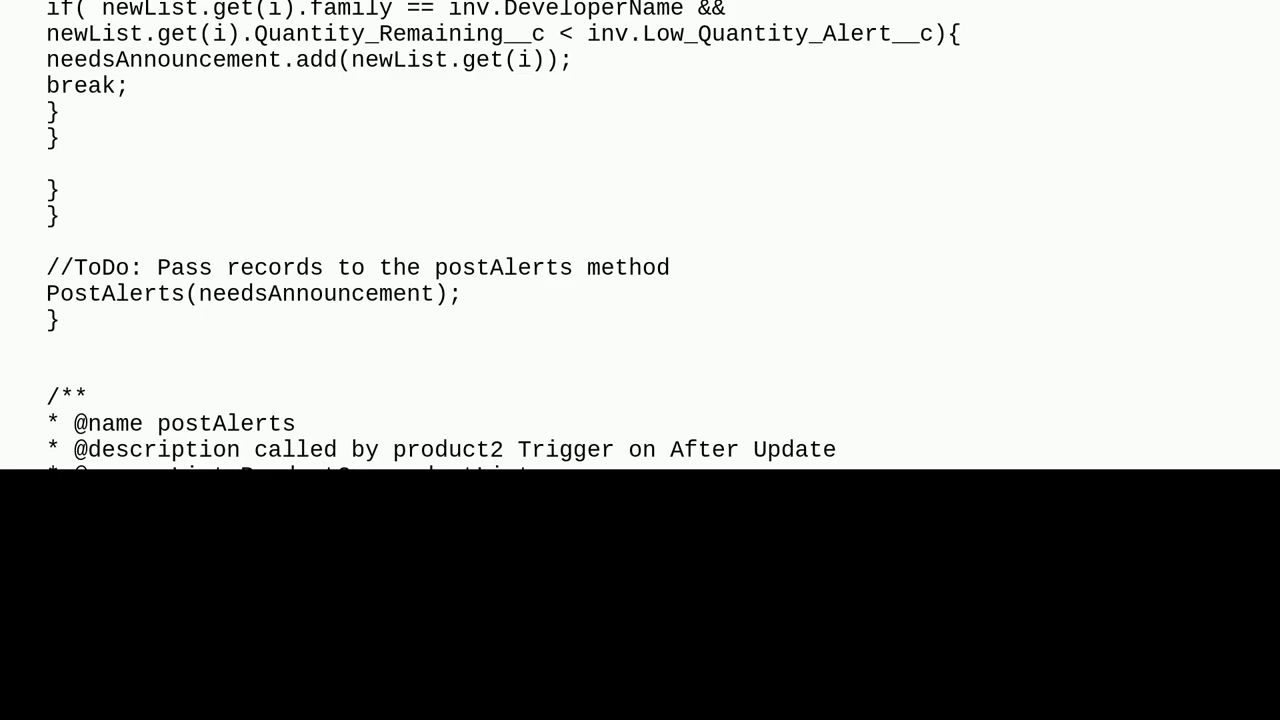 if( newList.get(i).family == inv.DeveloperName &&
newList.get(i).Quantity_Remaining__c < inv.Low_Quantity_Alert__c){
needsAnnouncement.add(newList.get(i));
break;
}
}
}
}
//ToDo: Pass records to the postAlerts method
PostAlerts(needsAnnouncement);
}
/**
* @name postAlerts
* @description called by product2 Trigger on After Update